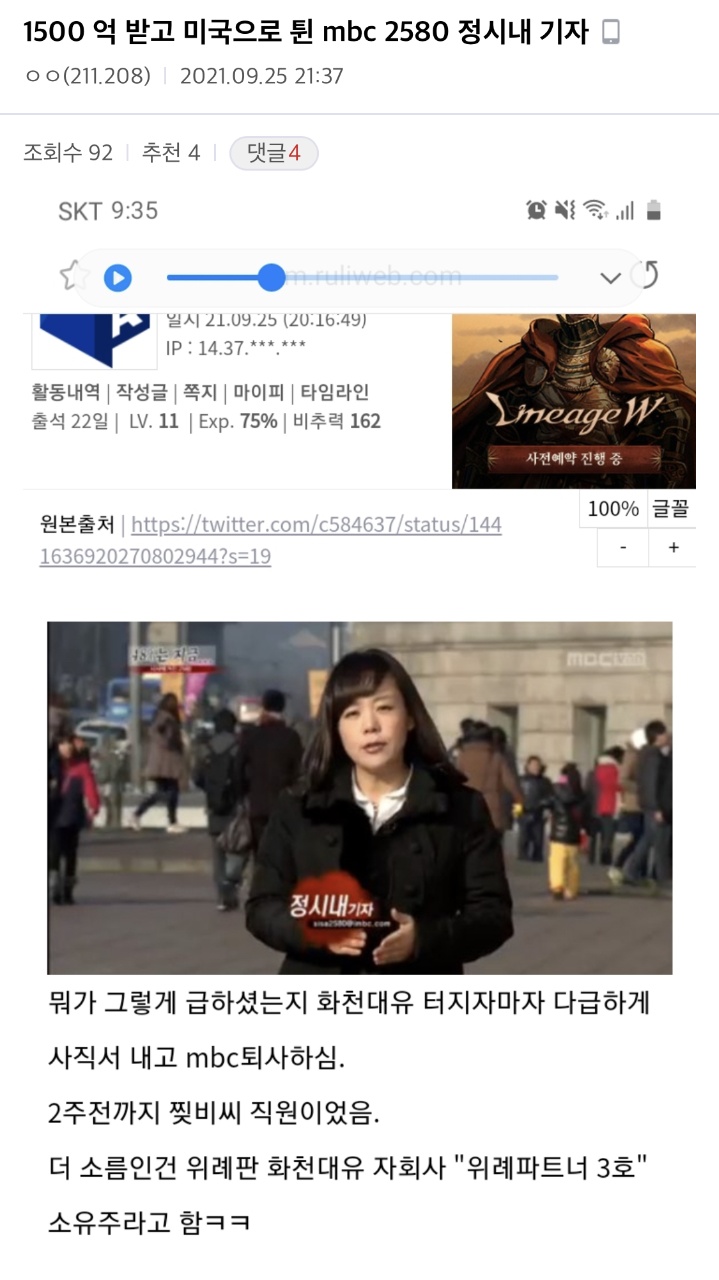 1500 억 받고 미국으로 튄 mbc 2580 정시내 기자
ㅇㅇ(211.208) | 2021.09.25 21:37
조회수 92 | 추천 4 | 댓글4
SKT 9:35
m.ruliweb.com
일시 21.09.25 (20:16:49)
IP : 14.37.***.***
활동내역 | 작성글 | 쪽지 | 마이피 | 타임라인
출석 22일 | LV. 11 | Exp. 75% | 비추력 162
LineageW
사전예약 진행 중
100% 글꼴
- +
원본출처 | https://twitter.com/c584637/status/144
1636920270802944?s=19
는 지금
정시내 기자
sisa2580@imbc.com
뭐가 그렇게 급하셨는지 화천대유 터지자마자 다급하게
사직서 내고 mbc퇴사하심.
2주전까지 찢비씨 직원이었음.
더 소름인건 위례판 화천대유 자회사 "위례파트너 3호"
소유주라고 함ㅋㅋ